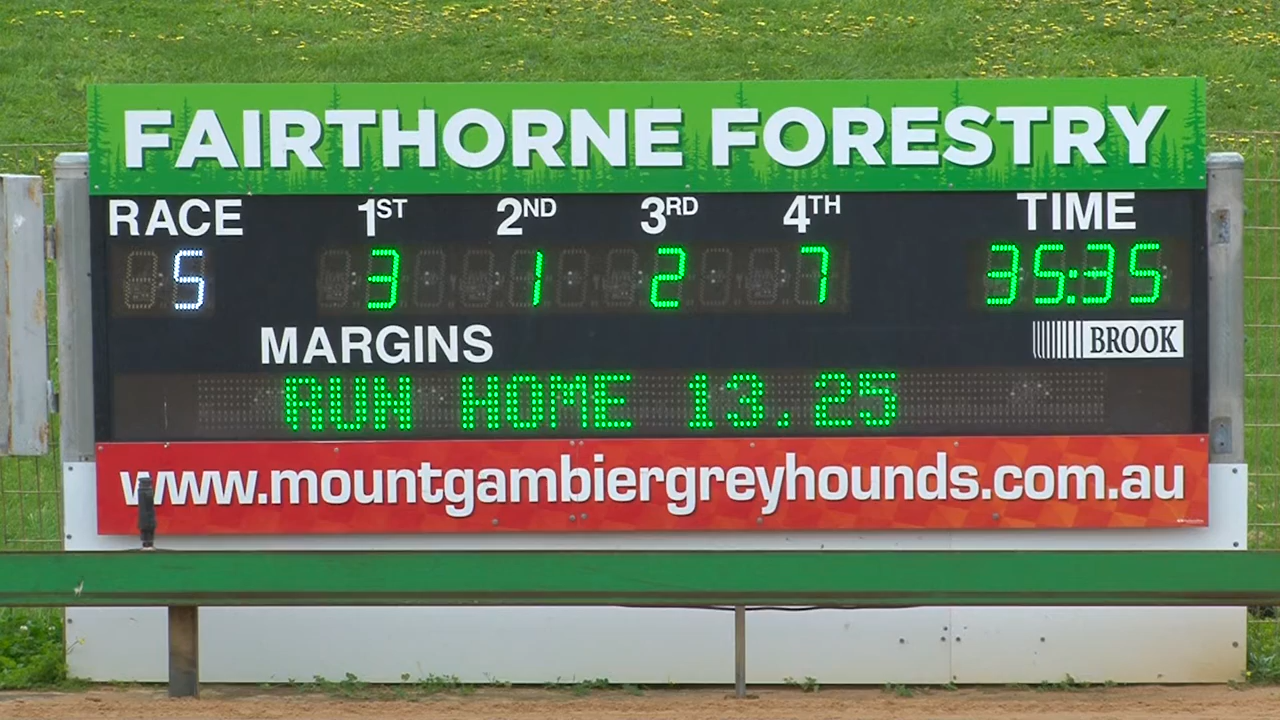 FAIRTHORNE FORESTRY
RACE 1ST 2ND 3RD 4TH TIME
5 3 1 2 7 35:35
MARGINS BROOK
RUN HOME 13.25
www.mountgambiergreyhounds.com.au